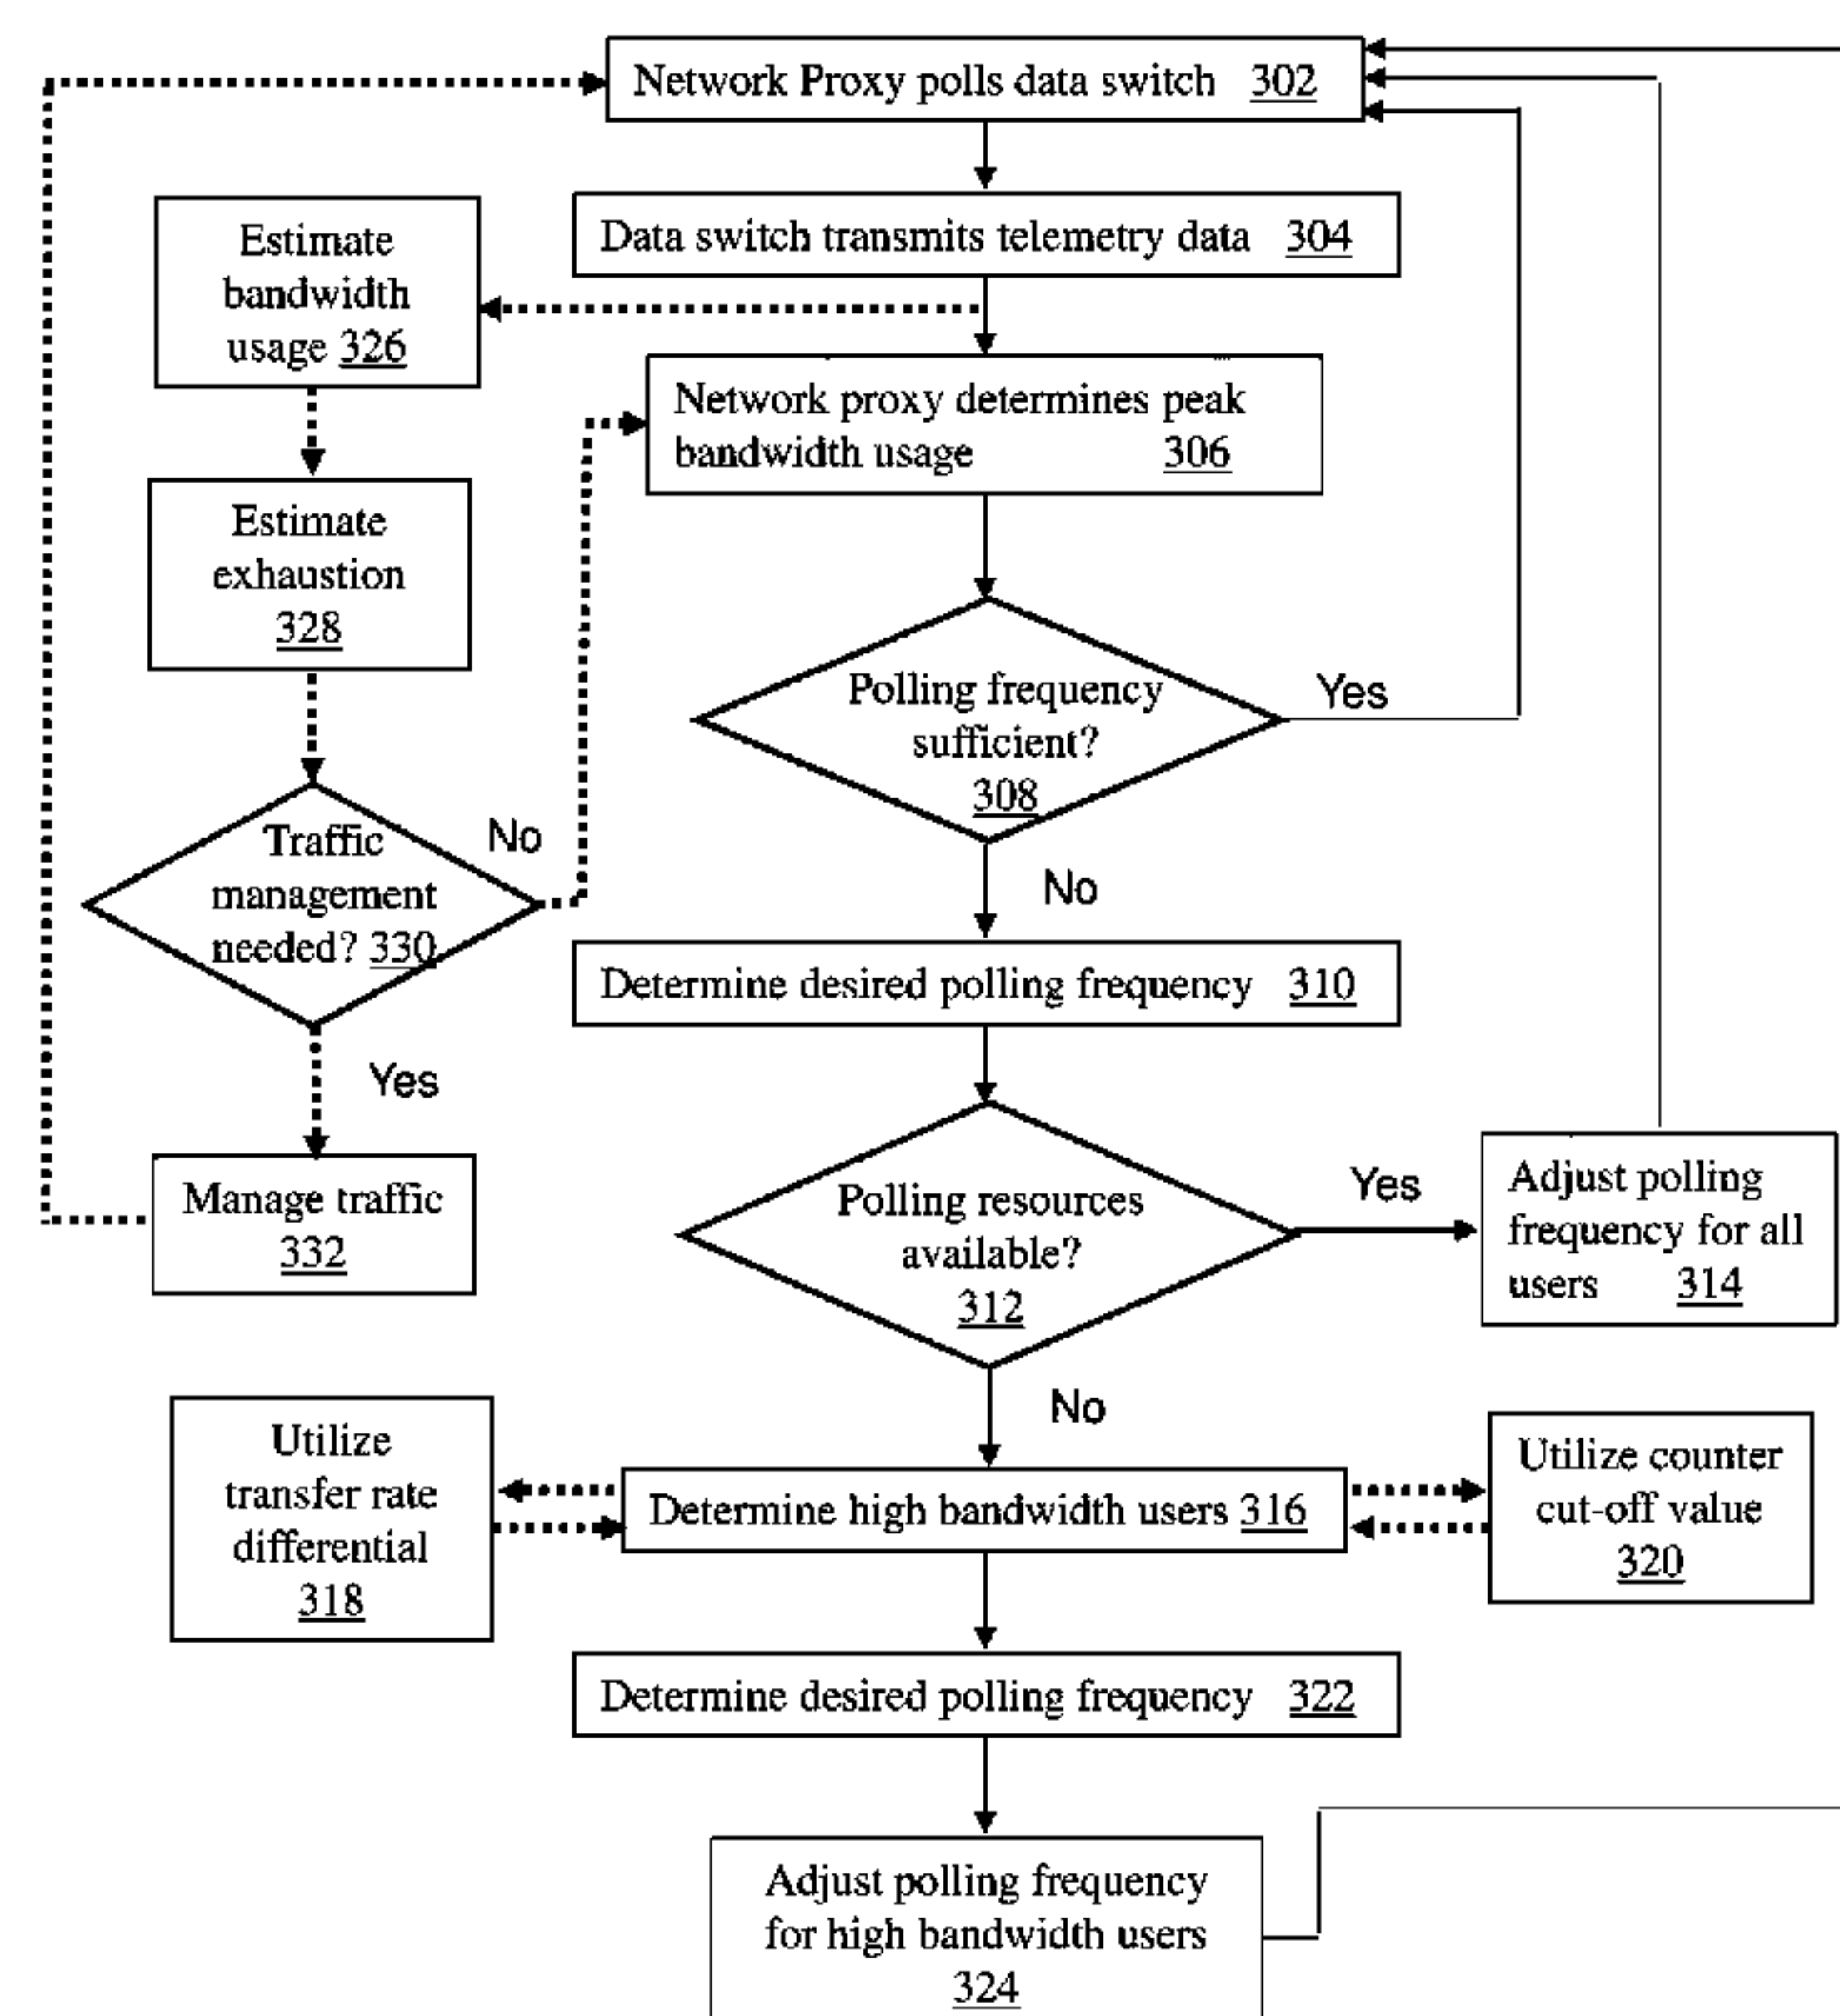 Network Proxy polls data switch 302
Data switch transmits telemetry data 304
Estimate
bandwidth
usage 326
Network proxy determines peak
bandwidth usage 306
Estimate
exhaustion
328
Polling frequency
sufficient?
308
Yes
No
Traffic
management
needed? 330
No
Yes
Determine desired polling frequency 310
Manage traffic
332
Polling resources
available?
312
Yes
Adjust polling
frequency for all
users 314
No
Utilize
transfer rate
differential
318
Determine high bandwidth users 316
Utilize counter
cut-off value
320
Determine desired polling frequency 322
Adjust polling frequency
for high bandwidth users
324